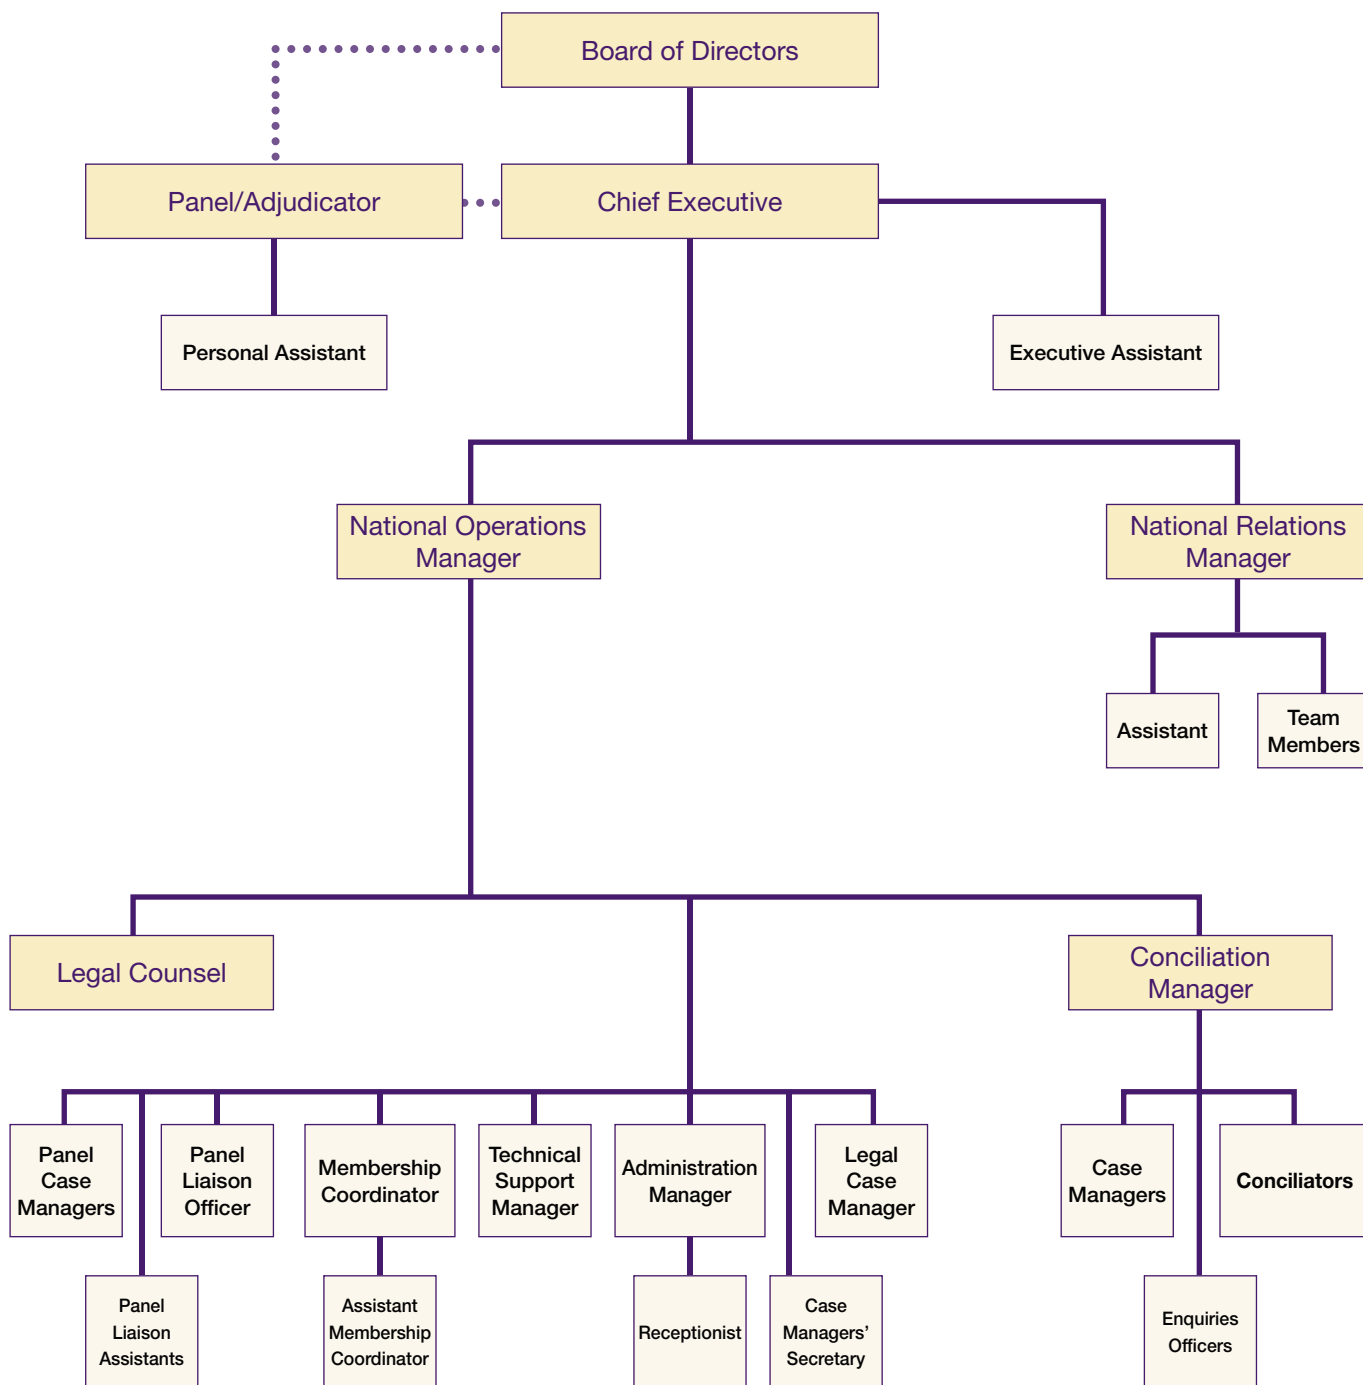 Board of Directors
Panel/Adjudicator
Chief Executive
Personal Assistant
Executive Assistant
National Operations
Manager
National Relations
Manager
Assistant
Team
Members
Legal Counsel
Conciliation
Manager
Panel
Case
Managers
Panel
Liaison
Officer
Membership
Coordinator
Technical
Support
Manager
Administration
Manager
Legal
Case
Manager
Case
Managers
Conciliators
Panel
Liaison
Assistants
Assistant
Membership
Coordinator
Receptionist
Case
Managers’
Secretary
Enquiries
Officers